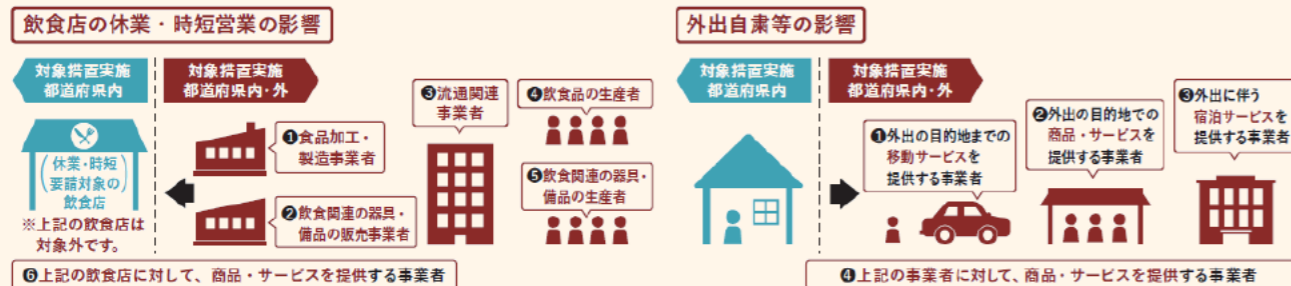 飲食店の休業・時短営業の影響
対象措置実施
都道府県内
対象措置実施
都道府県内・外
休業・時短
要請対象の
飲食店
※上記の飲食店は
対象外です。
❶食品加工・
製造事業者
❷飲食関連の器具・
備品の販売事業者
❸流通関連
事業者
❹飲食品の生産者
❺飲食関連の器具・
備品の生産者
❻上記の飲食店に対して、商品・サービスを提供する事業者
外出自粛等の影響
対象措置実施
都道府県内
対象措置実施
都道府県内・外
❶外出の目的地までの
移動サービスを
提供する事業者
❷外出の目的地での
商品・サービスを
提供する事業者
❸外出に伴う
宿泊サービスを
提供する事業者
❹上記の事業者に対して、商品・サービスを提供する事業者